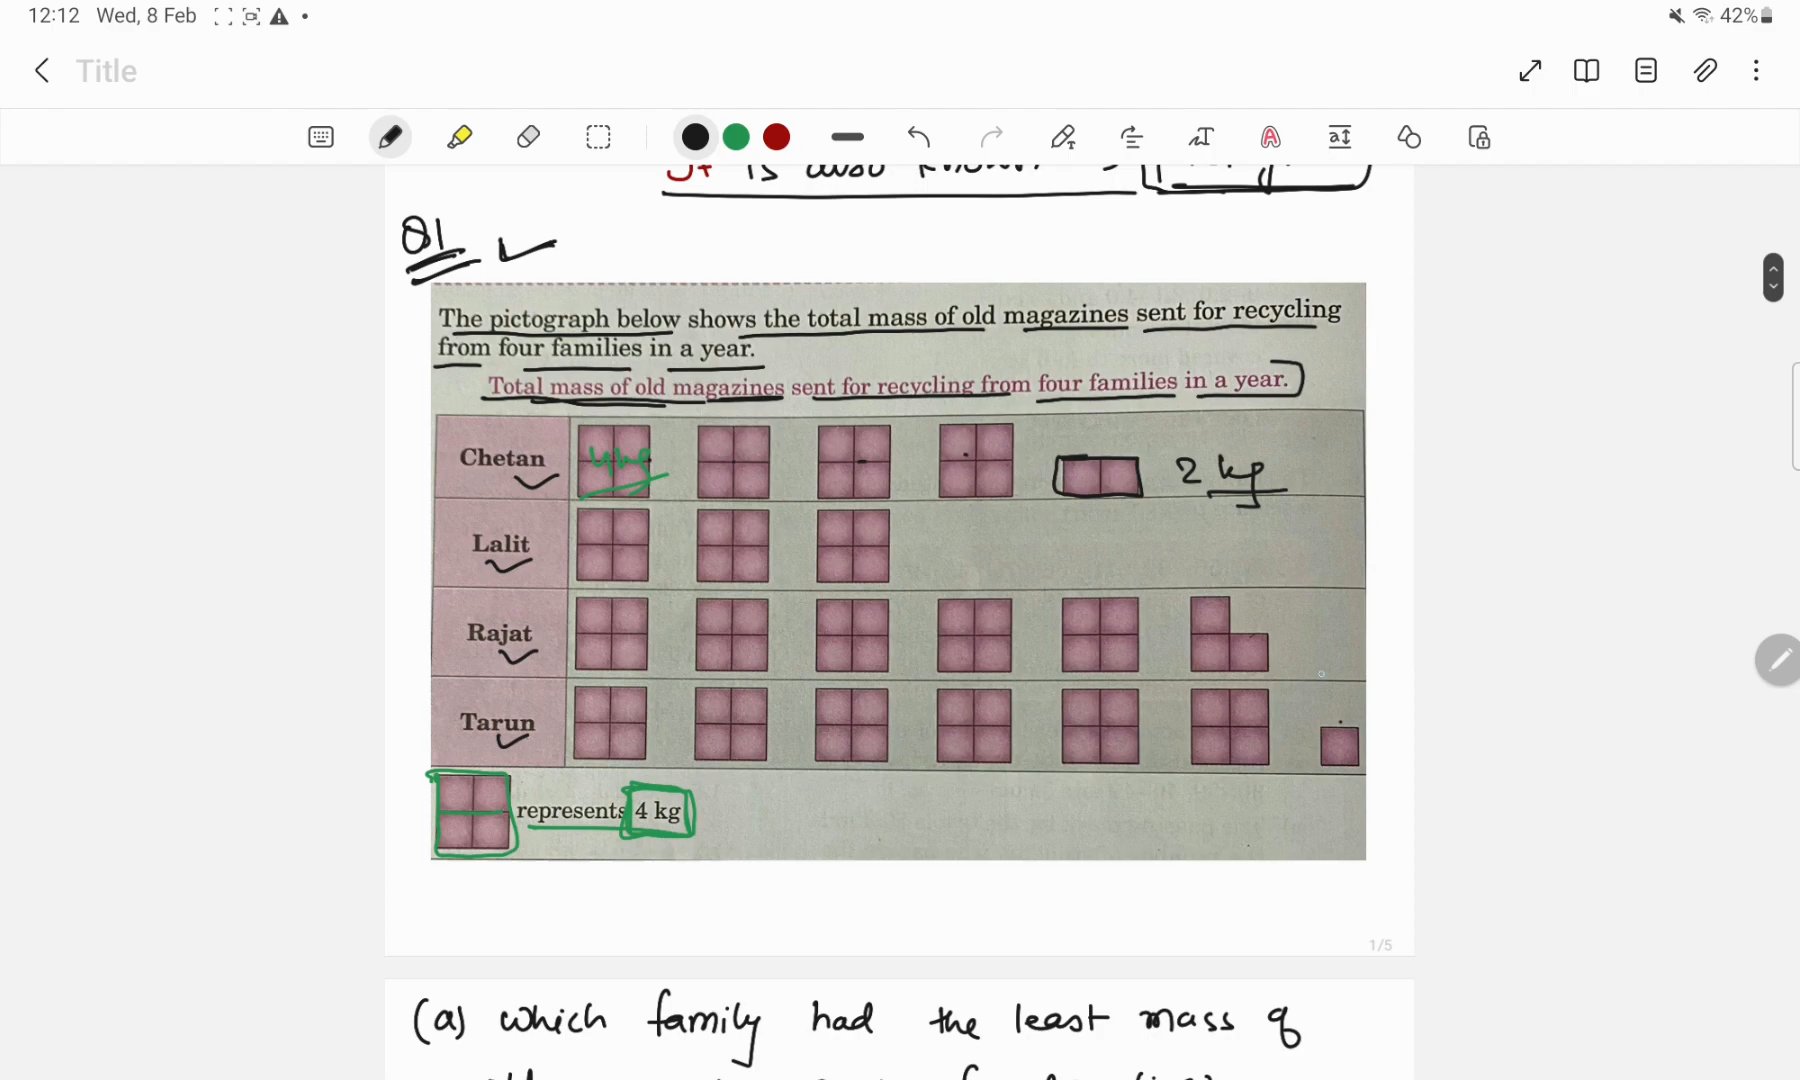 12:12 Wed, 8 Feb
42%
Title
is also known
Q1
The pictograph below shows the total mass of old magazines sent for recycling
from four families in a year.
Total mass of old magazines sent for recycling from four families in a year.
Chetan
4kg
2 kg
Lalit
Rajat
Tarun
represents 4 kg
1/5
(a) which family had the least mass of